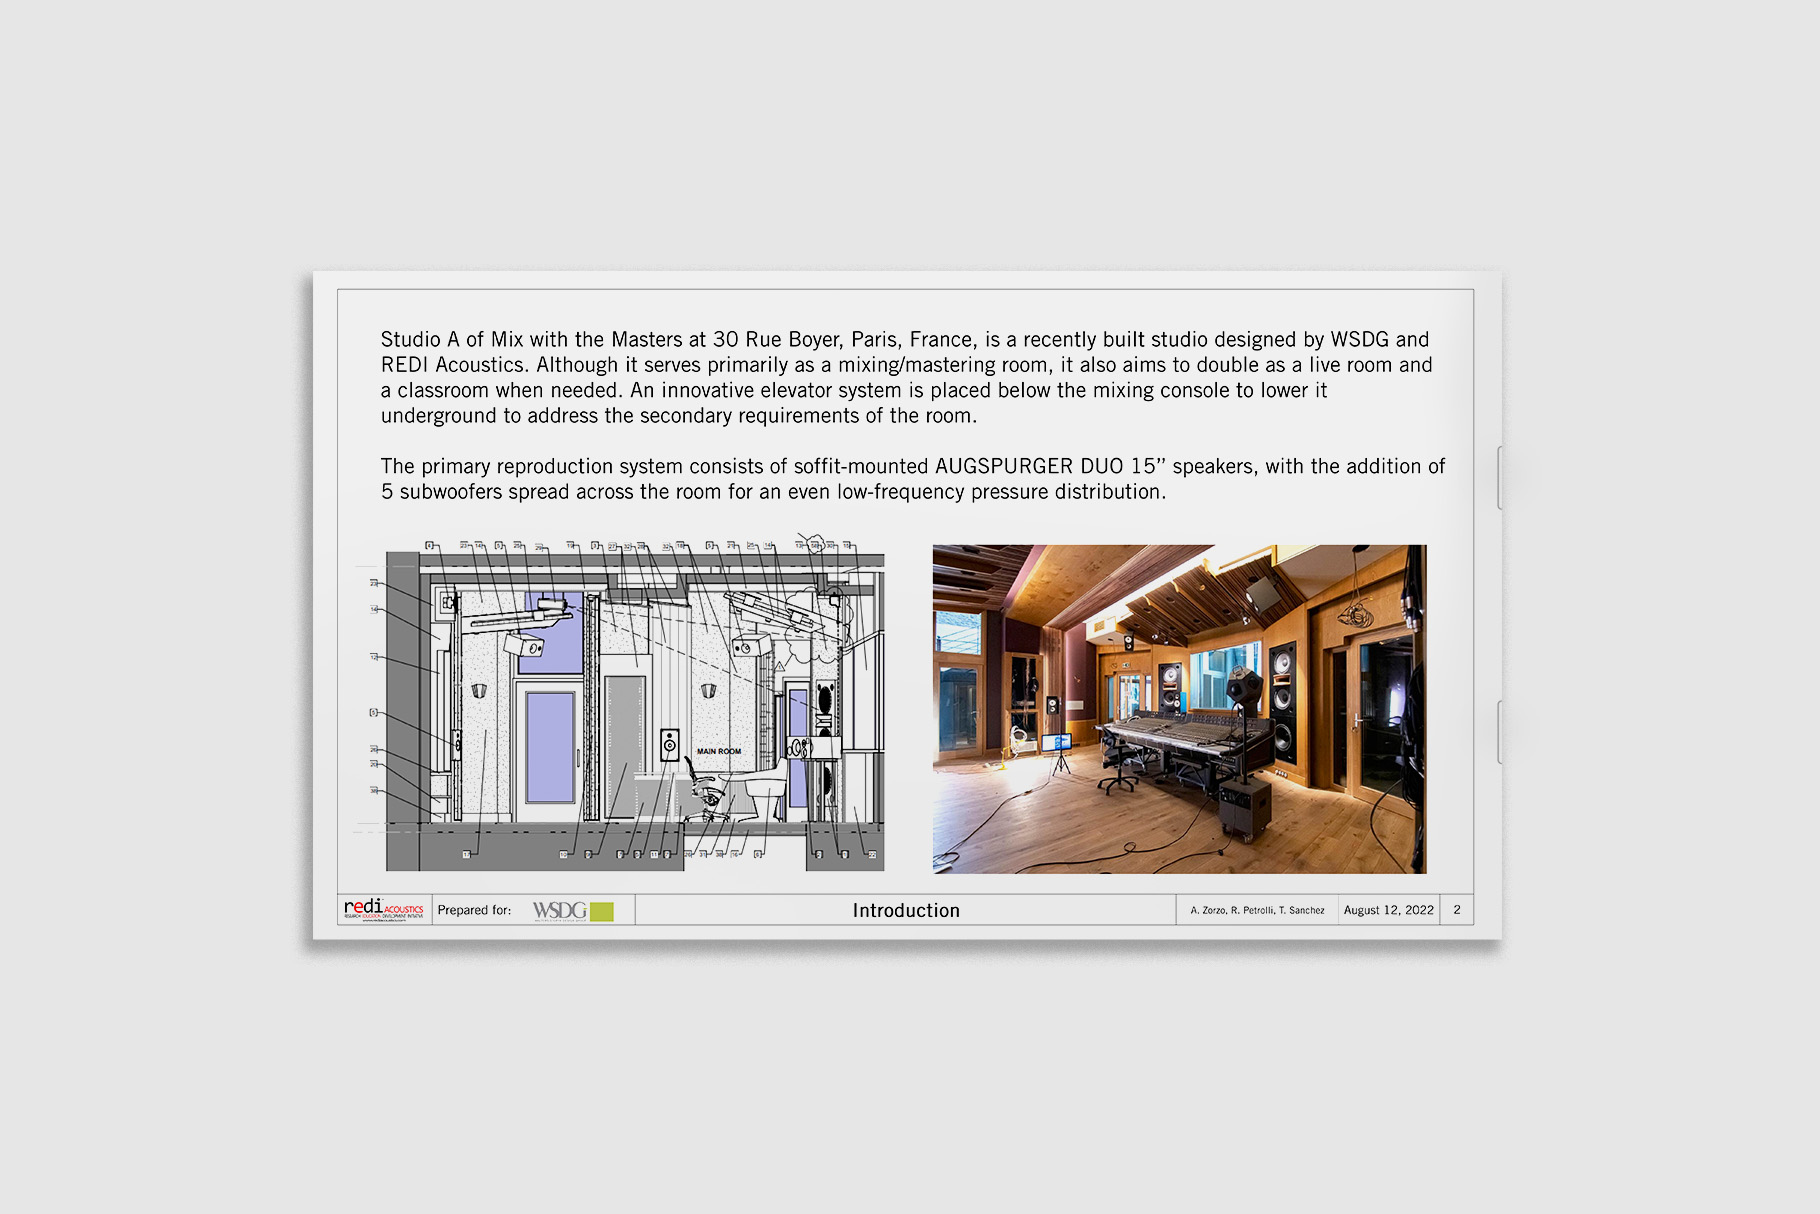 Studio A of Mix with the Masters at 30 Rue Boyer, Paris, France, is a recently built studio designed by WSDG and
REDI Acoustics. Although it serves primarily as a mixing/mastering room, it also aims to double as a live room and
a classroom when needed. An innovative elevator system is placed below the mixing console to lower it
underground to address the secondary requirements of the room.
The primary reproduction system consists of soffit-mounted AUGSPURGER DUO 15” speakers, with the addition of
5 subwoofers spread across the room for an even low-frequency pressure distribution.
MAIN ROOM
redi ACOUSTICS
Prepared for:
WSDG
Introduction
A. Zorzo, R. Petrolli, T. Sanchez
August 12, 2022
2